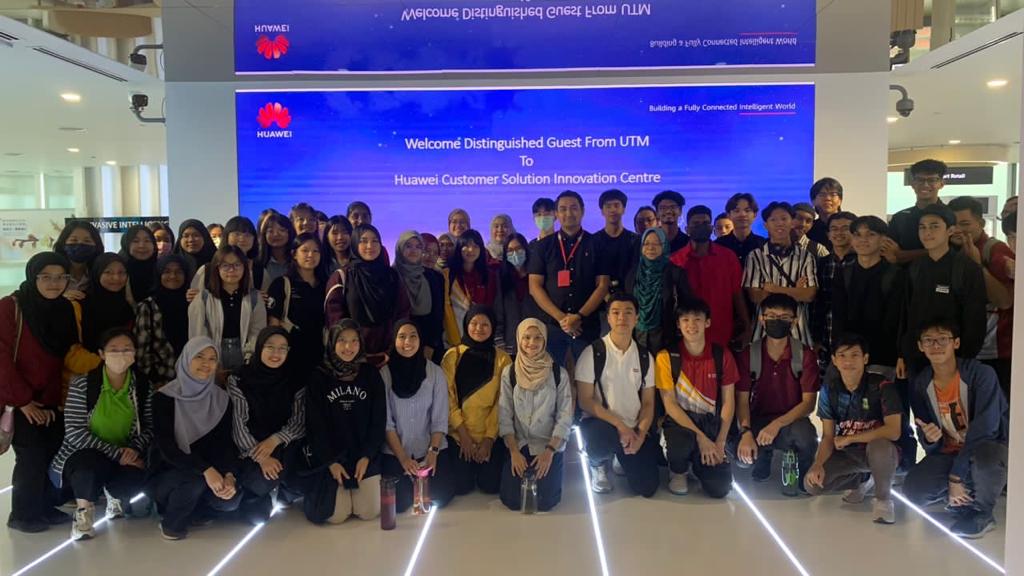 Welcome Distinguished Guest From UTM
HUAWEI
Building a Fully Connected Intelligent World
HUAWEI
Building a Fully Connected Intelligent World
Welcome Distinguished Guest From UTM
To
Huawei Customer Solution Innovation Centre
Retail
MILANO